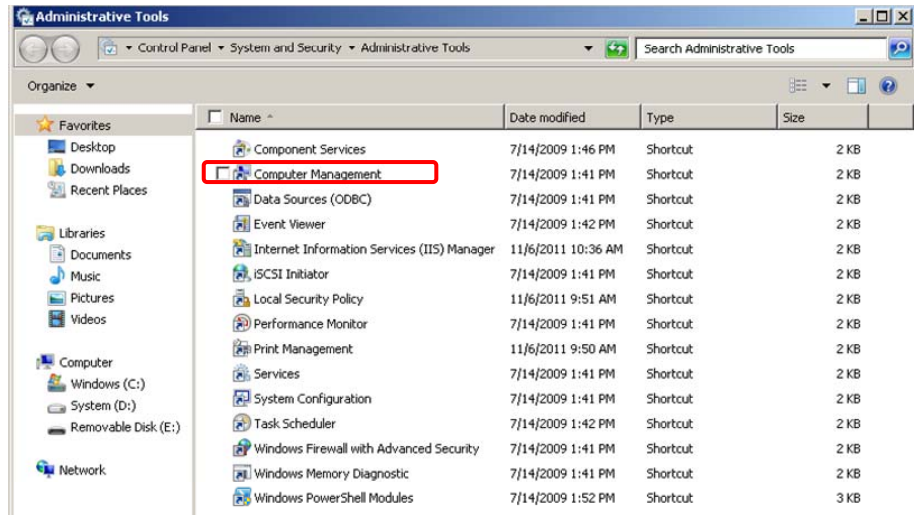 Administrative Tools
Control Panel System and Security Administrative Tools
Search Administrative Tools
Organize
Name Date modified Type Size
Favorites
Desktop
Downloads
Recent Places
Libraries
Documents
Music
Pictures
Videos
Computer
Windows (C:)
System (D:)
Removable Disk (E:)
Network
Component Services 7/14/2009 1:46 PM Shortcut 2 KB
Computer Management 7/14/2009 1:41 PM Shortcut 2 KB
Data Sources (ODBC) 7/14/2009 1:41 PM Shortcut 2 KB
Event Viewer 7/14/2009 1:42 PM Shortcut 2 KB
Internet Information Services (IIS) Manager 11/6/2011 10:36 AM Shortcut 2 KB
iSCSI Initiator 7/14/2009 1:41 PM Shortcut 2 KB
Local Security Policy 11/6/2011 9:51 AM Shortcut 2 KB
Performance Monitor 7/14/2009 1:41 PM Shortcut 2 KB
Print Management 11/6/2011 9:50 AM Shortcut 2 KB
Services 7/14/2009 1:41 PM Shortcut 2 KB
System Configuration 7/14/2009 1:41 PM Shortcut 2 KB
Task Scheduler 7/14/2009 1:42 PM Shortcut 2 KB
Windows Firewall with Advanced Security 7/14/2009 1:41 PM Shortcut 2 KB
Windows Memory Diagnostic 7/14/2009 1:41 PM Shortcut 2 KB
Windows PowerShell Modules 7/14/2009 1:52 PM Shortcut 3 KB